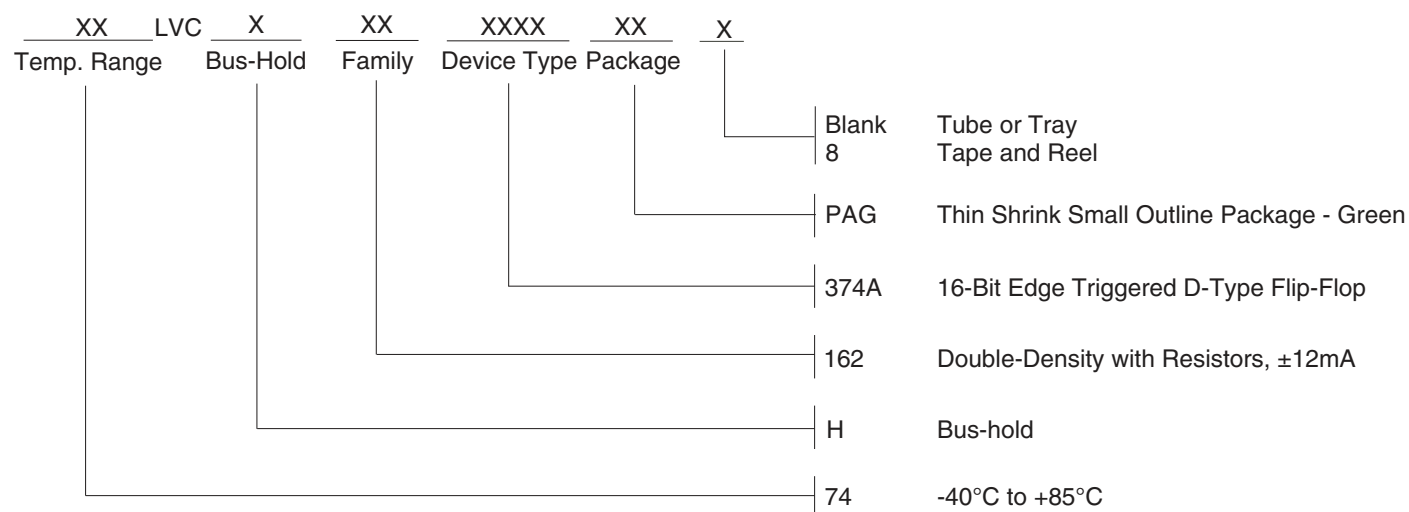 XX LVC X XX XXXX XX X
Temp. Range Bus-Hold Family Device Type Package
Blank Tube or Tray
8 Tape and Reel
PAG Thin Shrink Small Outline Package - Green
374A 16-Bit Edge Triggered D-Type Flip-Flop
162 Double-Density with Resistors, ±12mA
H Bus-hold
74 -40°C to +85°C